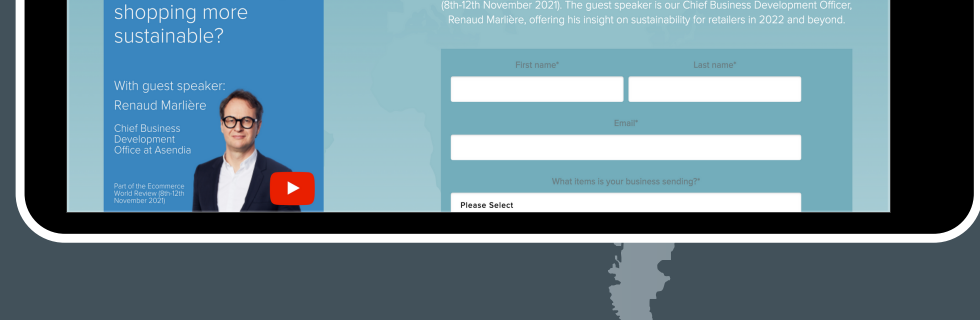 shopping more
sustainable?
With guest speaker:
Renaud Marlière
Chief Business
Development
Office at Asendia
Part of the Ecommerce
World Review (8th-12th
November 2021)
(8th-12th November 2021). The guest speaker is our Chief Business Development Officer,
Renaud Marlière, offering his insight on sustainability for retailers in 2022 and beyond.
First name* Last name*
Email*
What items is your business sending?*
Please Select